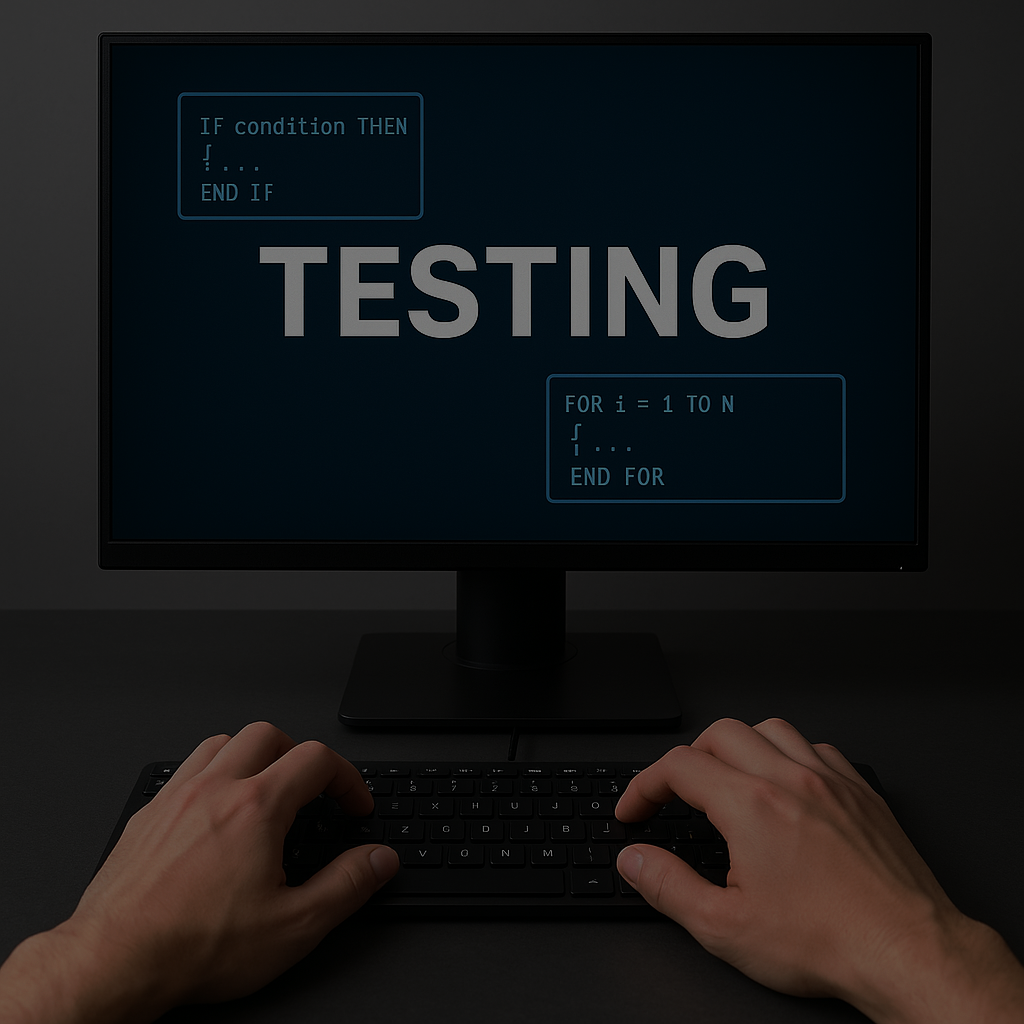 IF condition THEN
...
END IF
TESTING
FOR i = 1 TO N
...
END FOR
E X H U J O
Z G D J B
V O N M